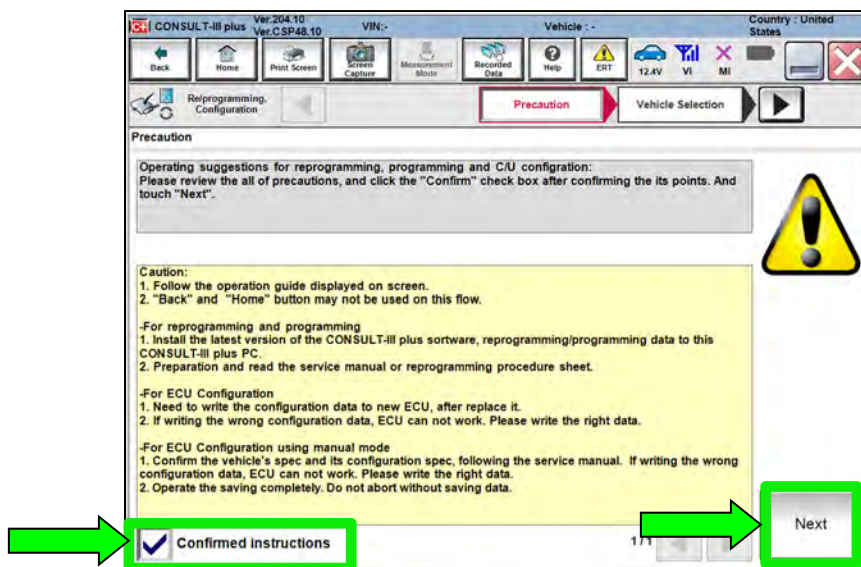 CONSULT-III plus Ver.204.10 VIN:- Vehicle : - Country : United
Ver.CSP48.10 States
Back Home Print Screen Screen Capture Measurement Mode Recorded Data Help ERT 12.4V VI MI
Re/programming, Configuration Precaution Vehicle Selection
Precaution
Operating suggestions for reprogramming, programming and C/U configration:
Please review the all of precautions, and click the "Confirm" check box after confirming the its points. And
touch "Next".
Caution:
1. Follow the operation guide displayed on screen.
2. "Back" and "Home" button may not be used on this flow.
-For reprogramming and programming
1. Install the latest version of the CONSULT-III plus sortware, reprogramming/programming data to this
CONSULT-III plus PC.
2. Preparation and read the service manual or reprogramming procedure sheet.
-For ECU Configuration
1. Need to write the configuration data to new ECU, after replace it.
2. If writing the wrong configuration data, ECU can not work. Please write the right data.
-For ECU Configuration using manual mode
1. Confirm the vehicle's spec and its configuration spec, following the service manual. If writing the wrong
configuration data, ECU can not work. Please write the right data.
2. Operate the saving completely. Do not abort without saving data.
Confirmed instructions
1/1
Next